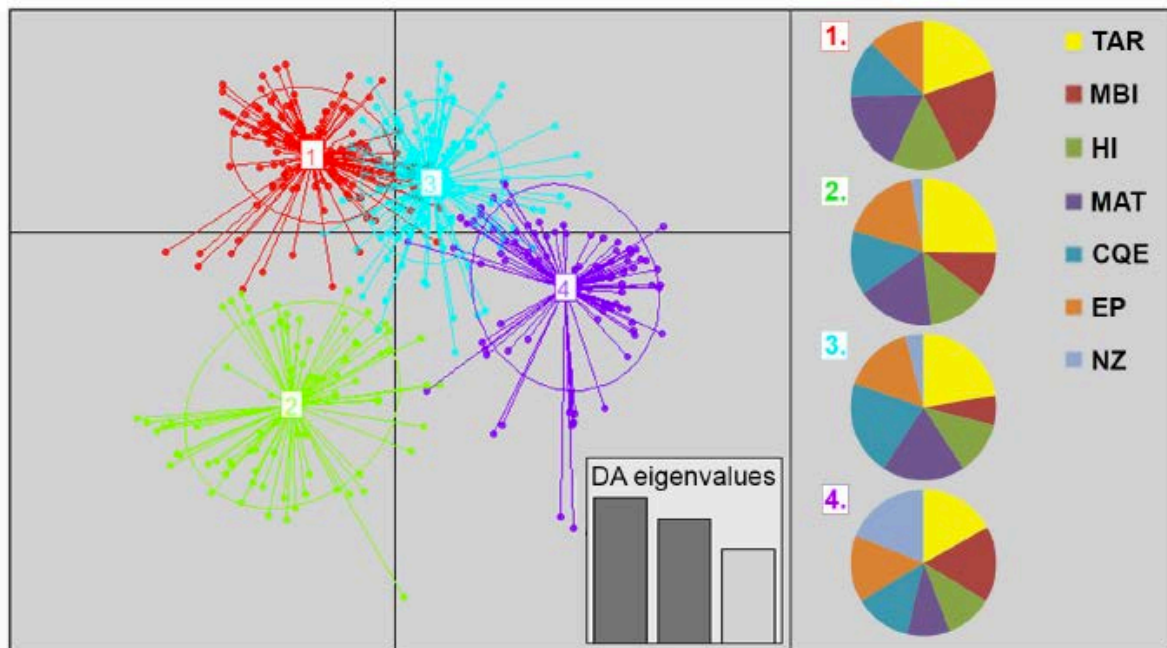 1
3
4
2
DA eigenvalues
1.
2.
3.
4.
TAR
MBI
HI
MAT
CQE
EP
NZ